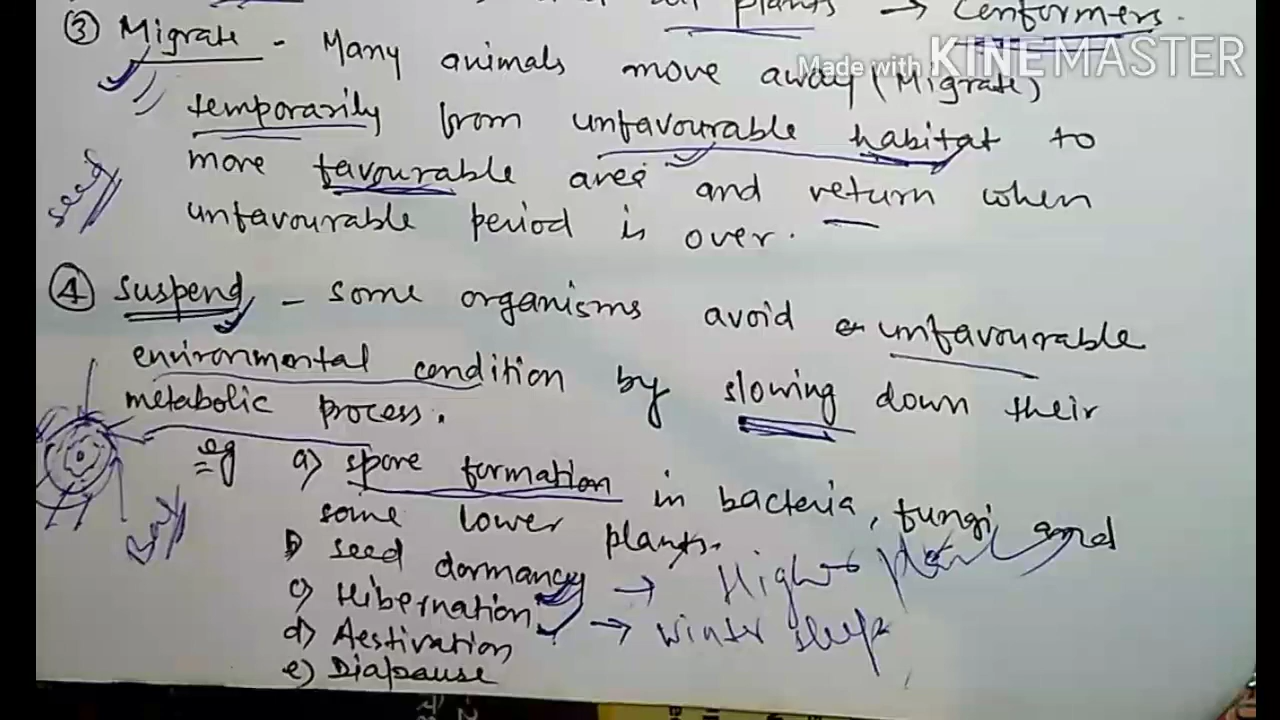 plants → Conformers.
Made with KINEMASTER
③ Migrate - Many animals move away (Migrate)
temporarily from unfavourable habitat to
more favourable area and return when
unfavourable period is over.
④ Suspend - Some organisms avoid unfavourable
environmental condition by slowing down their
metabolic process.
eg a) spore formation in bacteria, fungi and
some lower plants.
b) seed dormancy → Higher plant
c) Hibernation → winter sleep
d) Aestivation
e) Diapause